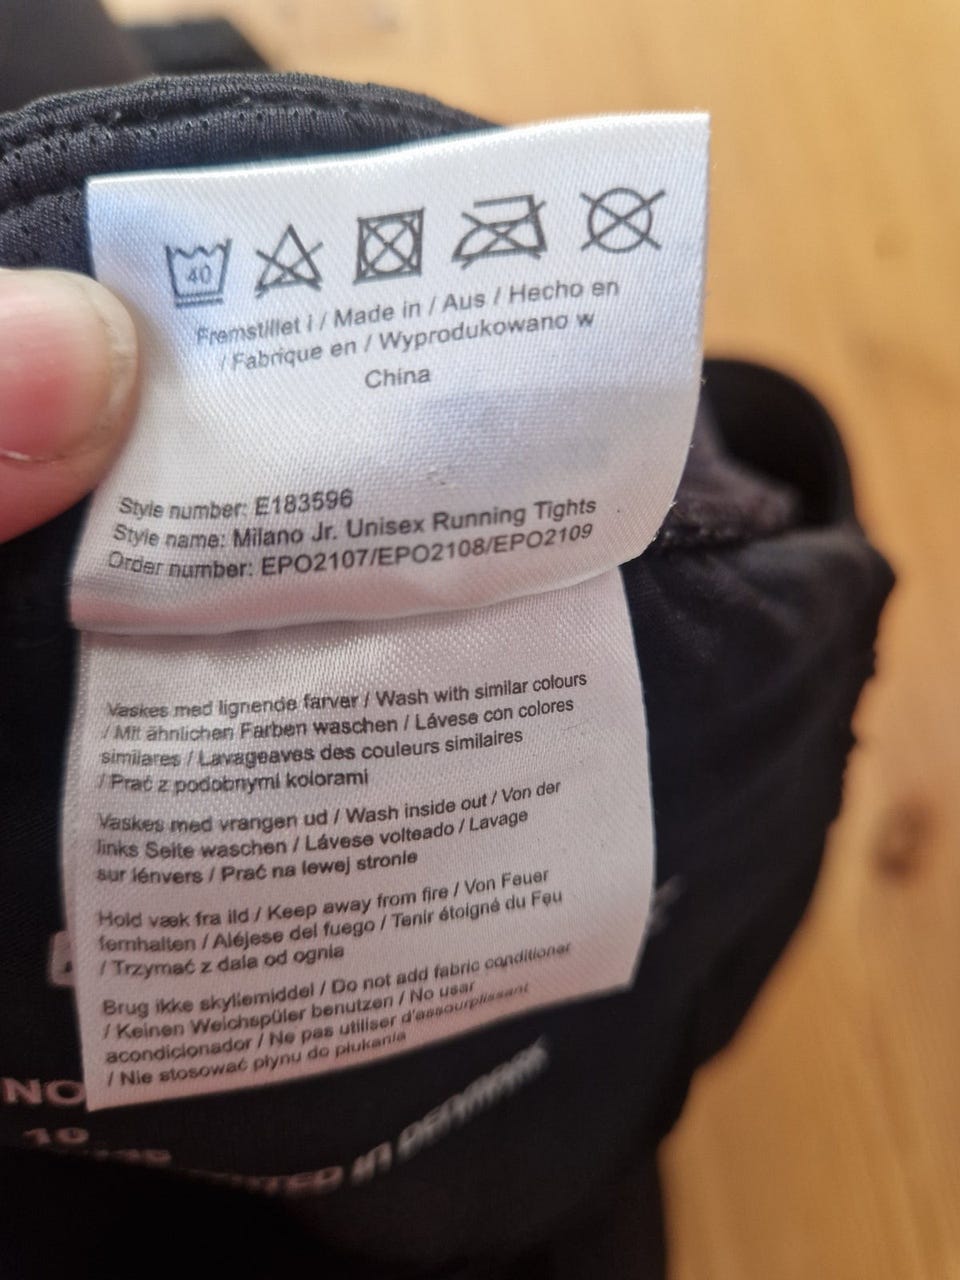 40
Fremstillet i / Made in / Aus / Hecho en
/ Fabrique en / Wyprodukowano w
China
Style number: E183596
Style name: Milano Jr. Unisex Running Tights
Order number: EPO2107/EPO2108/EPO2109
Vaskes med lignende farver / Wash with similar colours
/ Mit ähnlichen Farben waschen / Lávese con colores
similares / Lavageaves des couleurs similaires
/ Prać z podobnymi kolorami
Vaskes med vrangen ud / Wash inside out / Von der
links Seite waschen / Lávese volteado / Lavage
sur lénvers / Prać na lewej stronie
Hold væk fra ild / Keep away from fire / Von Feuer
fernhalten / Aléjese del fuego / Tenir étoigné du Feu
/ Trzymać z dala od ognia
Brug ikke skyllemiddel / Do not add fabric conditioner
/ Keinen Weichspüler benutzen / No usar
acondicionador / Ne pas utiliser d'assourplissant
/ Nie stosować płynu do płukania
NO
10
IN DENMARK